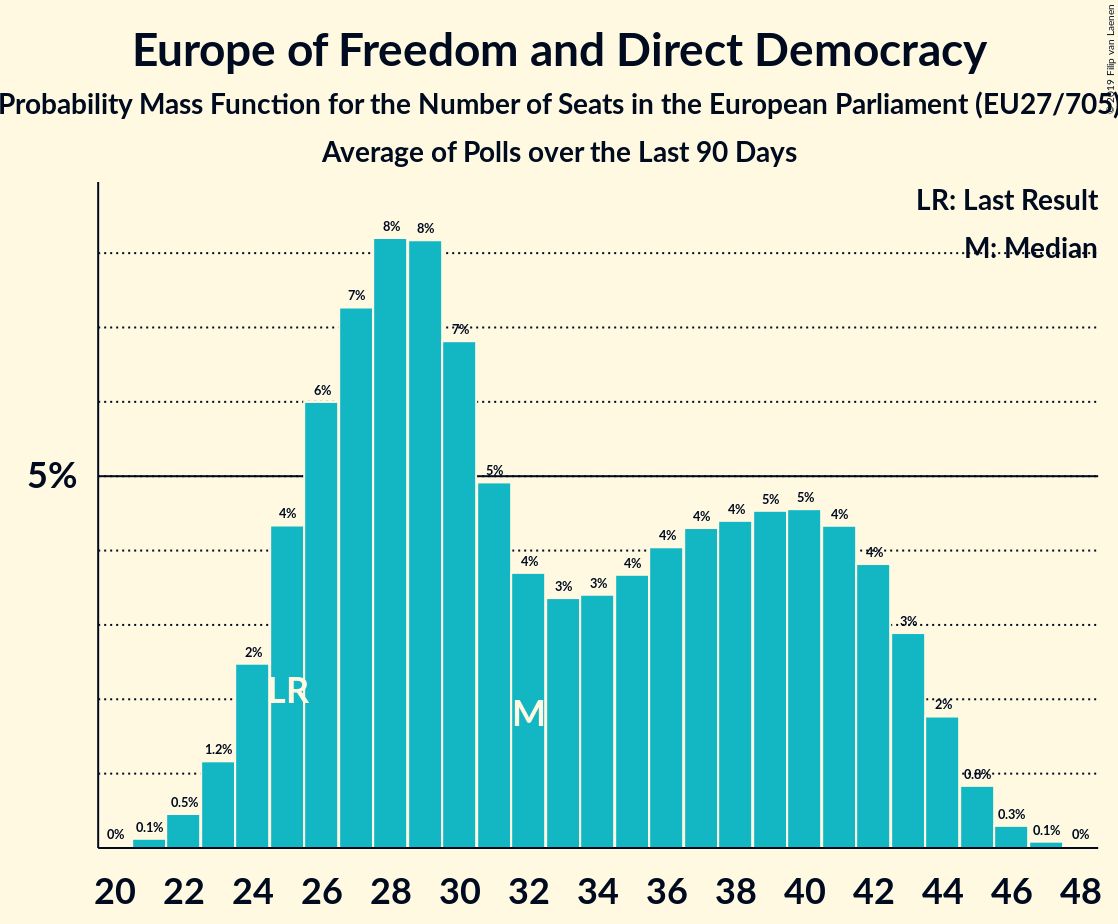 Europe of Freedom and Direct Democracy
Probability Mass Function for the Number of Seats in the European Parliament (EU27/705)
Average of Polls over the Last 90 Days
© 2019 Filip van Laenen
LR: Last Result
M: Median
5%
0% 0.1% 0.5% 1.2% 2% 4% 6% 7% 8% 8% 7% 5% 4% 3% 3% 4% 4% 4% 4% 5% 5% 4% 4% 3% 2% 0.8% 0.3% 0.1% 0%
LR M
20 22 24 26 28 30 32 34 36 38 40 42 44 46 48